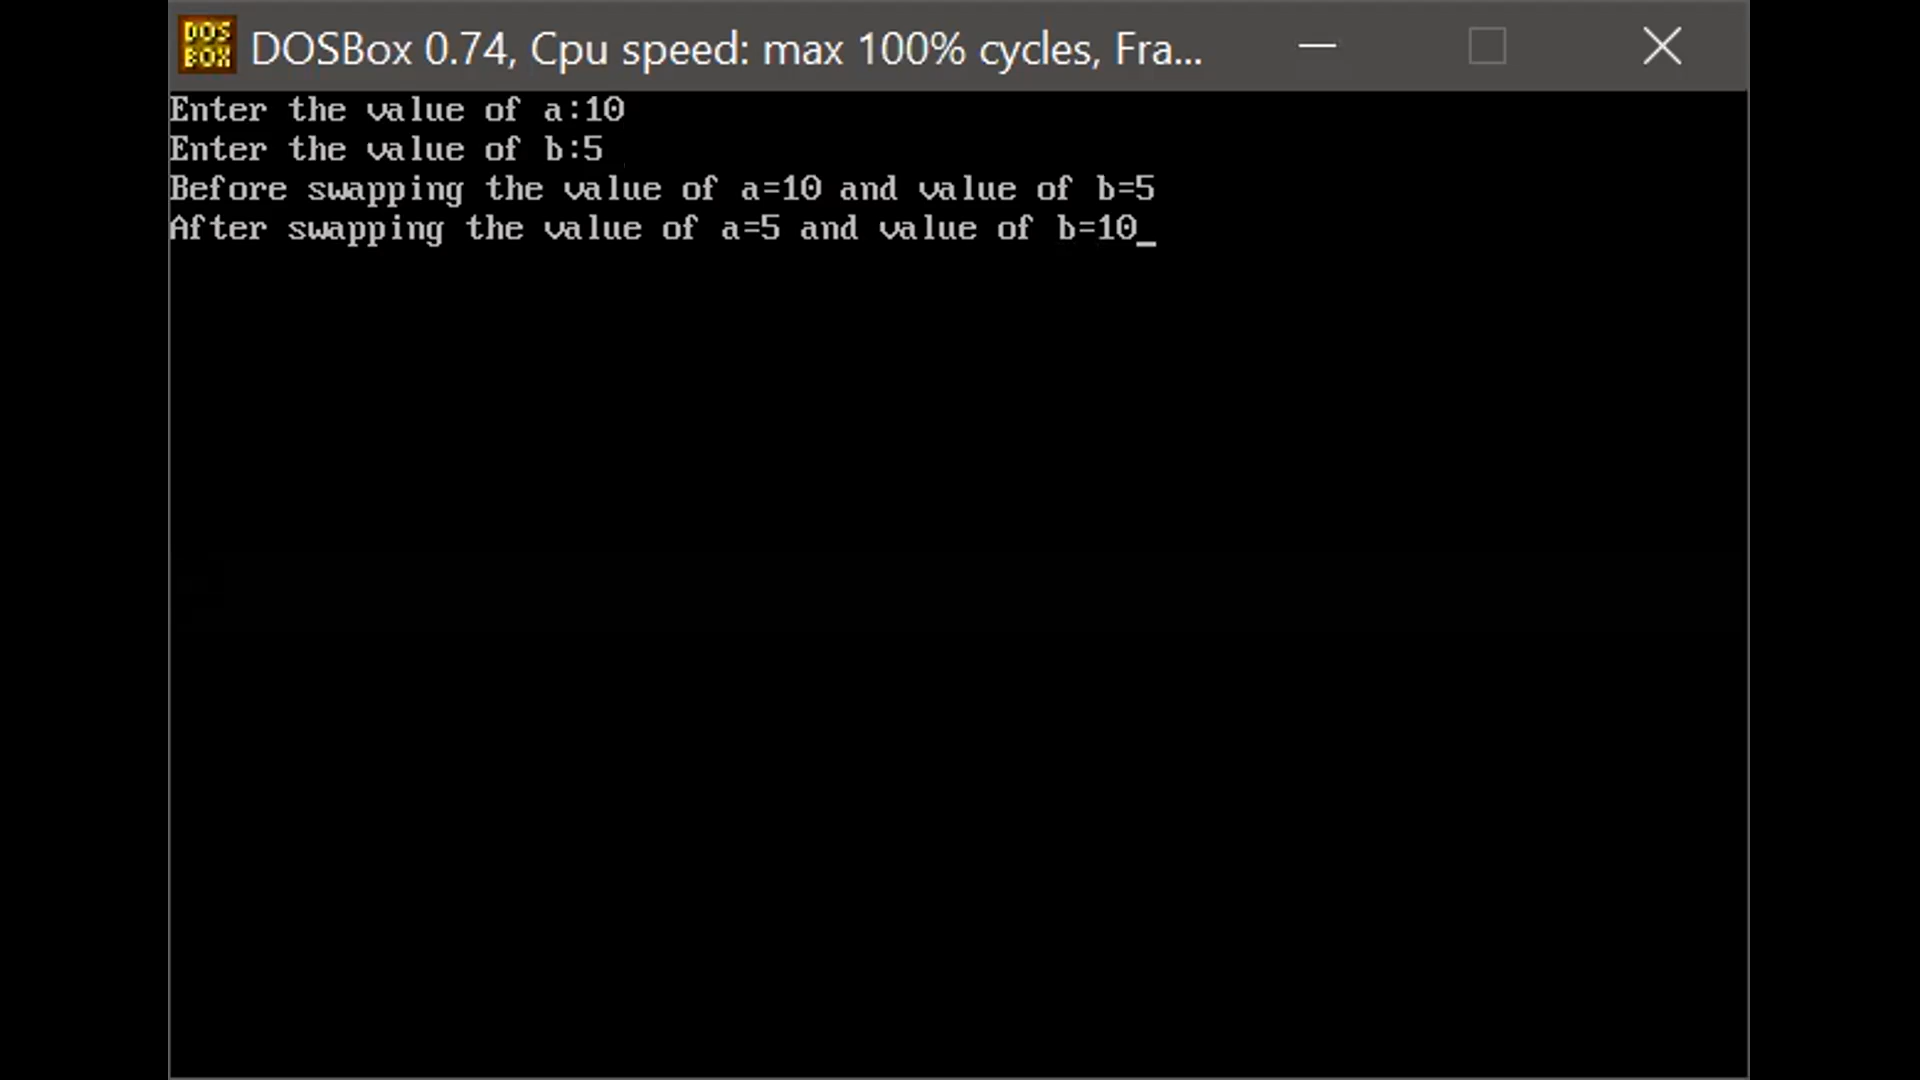 DOS
BOX
DOSBox 0.74, Cpu speed: max 100% cycles, Fra...
Enter the value of a:10
Enter the value of b:5
Before swapping the value of a=10 and value of b=5
After swapping the value of a=5 and value of b=10_